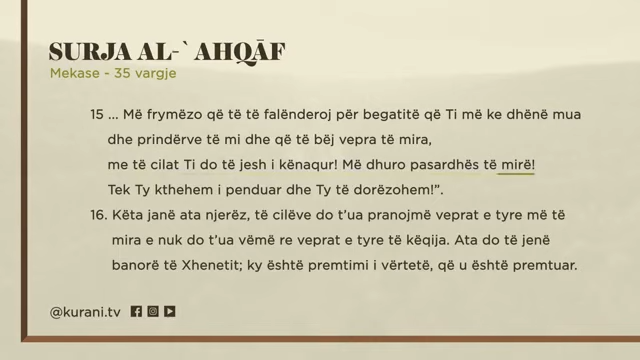 SURJA AL-`AHQĀF
Mekase - 35 vargje
15 ... Më frymëzo që të të falënderoj për begatitë që Ti më ke dhënë mua
dhe prindërve të mi dhe që të bëj vepra të mira,
me të cilat Ti do të jesh i kënaqur! Më dhuro pasardhës të mirë!
Tek Ty kthehem i penduar dhe Ty të dorëzohem!”.
16. Këta janë ata njerëz, të cilëve do t’ua pranojmë veprat e tyre më të
mira e nuk do t’ua vëmë re veprat e tyre të këqija. Ata do të jenë
banorë të Xhenetit; ky është premtimi i vërtetë, që u është premtuar.
@kurani.tv